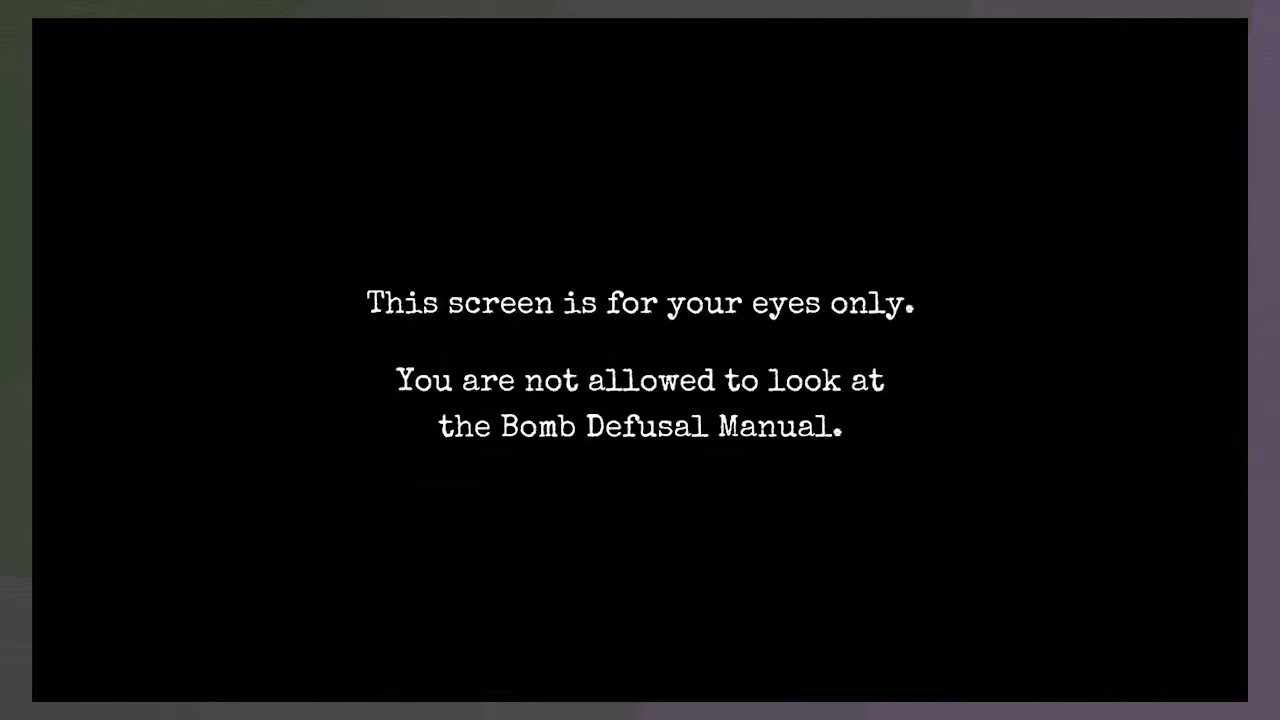 This screen is for your eyes only.
You are not allowed to look at
the Bomb Defusal Manual.